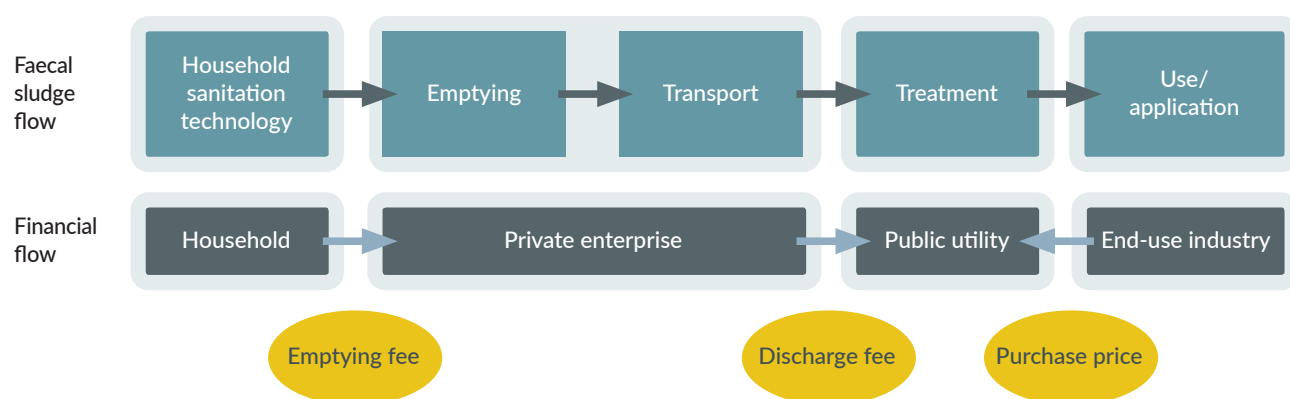 Faecal
sludge
flow
Household
sanitation
technology
Emptying
Transport
Treatment
Use/
application
Financial
flow
Household
Private enterprise
Public utility
End-use industry
Emptying fee
Discharge fee
Purchase price